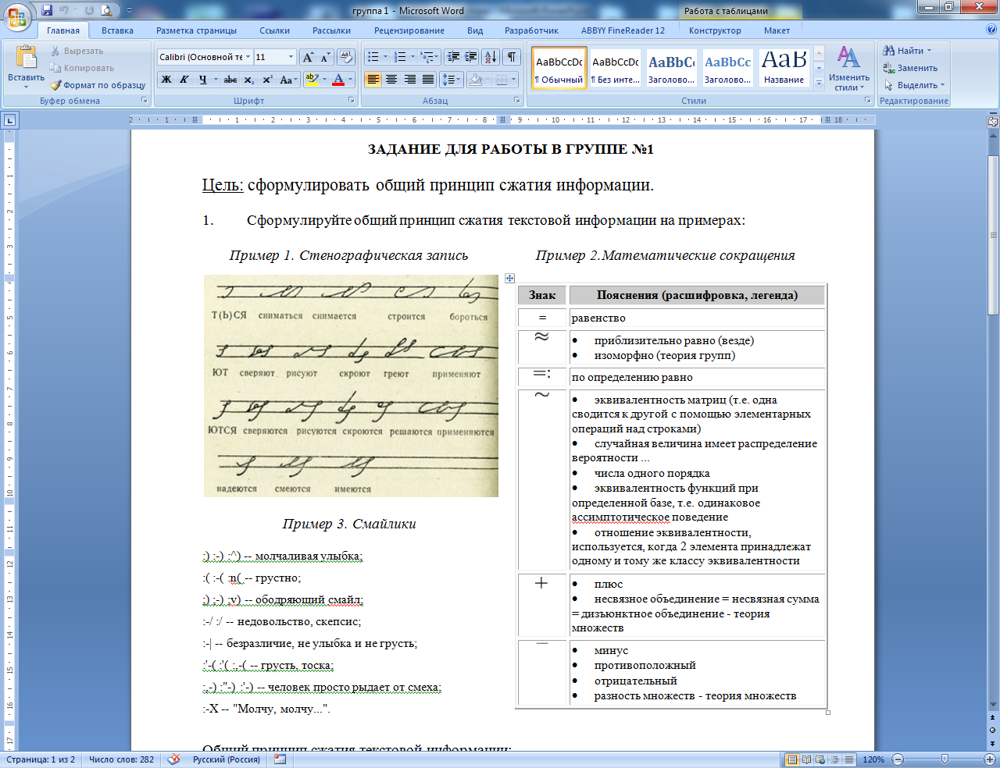 группа 1 - Microsoft Word
Работа с таблицами
Главная
Вставка
Разметка страницы
Ссылки
Рассылки
Рецензирование
Вид
Разработчик
ABBYY FineReader 12
Конструктор
Макет
Вставить
Вырезать
Копировать
Формат по образцу
Буфер обмена
Calibri (Основной те
11
Шрифт
Абзац
AaBbCcDc
¶ Обычный
AaBbCcDc
¶ Без инте...
AaBbC
Заголово...
AaBbCc
Заголово...
AaB
Название
Изменить
стили
Стили
Найти
Заменить
Выделить
Редактирование
ЗАДАНИЕ ДЛЯ РАБОТЫ В ГРУППЕ №1
Цель: сформулировать общий принцип сжатия информации.
1. Сформулируйте общий принцип сжатия текстовой информации на примерах:
Пример 1. Стенографическая запись
Т(Ь)СЯ сниматься снимается строится бороться
ЮТ сверяют рисуют скроют греют применяют
ЮТСЯ сверяются рисуются скроются решаются применяются
надеются смеются имеются
Пример 3. Смайлики
:) :-) :^) -- молчаливая улыбка;
:( :-( :n( -- грустно;
;) ;-) ;v) -- ободряющий смайл;
:-/ :/ -- недовольство, скепсис;
:-| -- безразличие, не улыбка и не грусть;
:'-( :'( :,-( -- грусть, тоска;
:,-) :"-) :'-) -- человек просто рыдает от смеха;
:-X -- "Молчу, молчу...".
Пример 2.Математические сокращения
Знак Пояснения (расшифровка, легенда)
= равенство
≈ • приблизительно равно (везде)
• изоморфно (теория групп)
=: по определению равно
~ • эквивалентность матриц (т.е. одна
сводится к другой с помощью элементарных
операций над строками)
• случайная величина имеет распределение
вероятности ...
• числа одного порядка
• эквивалентность функций при
определенной базе, т.е. одинаковое
ассимптотическое поведение
• отношение эквивалентности,
используется, когда 2 элемента принадлежат
одному и тому же классу эквивалентности
+ • плюс
• несвязное объединение = несвязная сумма
= дизъюнктное объединение - теория
множеств
− • минус
• противоположный
• отрицательный
• разность множеств - теория множеств
Общий принцип сжатия текстовой информации:
Страница: 1 из 2
Число слов: 282
Русский (Россия)
120%